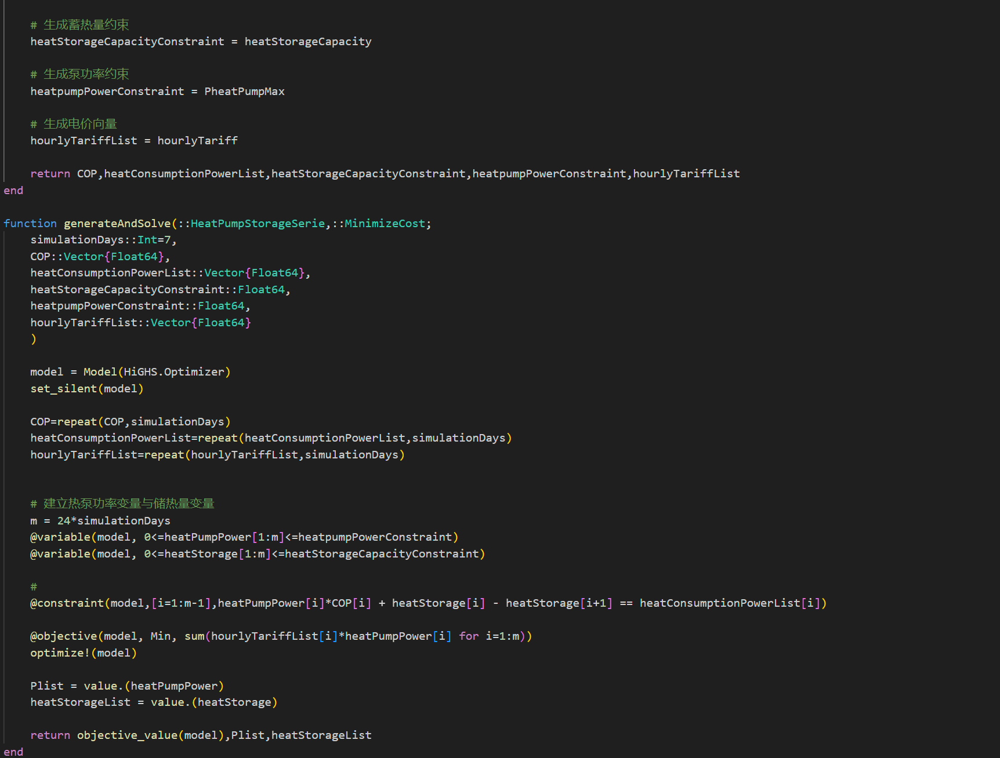 # 生成蓄热量约束
heatStorageCapacityConstraint = heatStorageCapacity
# 生成泵功率约束
heatpumpPowerConstraint = PheatPumpMax
# 生成电价向量
hourlyTariffList = hourlyTariff
return COP,heatConsumptionPowerList,heatStorageCapacityConstraint,heatpumpPowerConstraint,hourlyTariffList
end
function generateAndSolve(::HeatPumpStorageSerie,::MinimizeCost;
simulationDays::Int=7,
COP::Vector{Float64},
heatConsumptionPowerList::Vector{Float64},
heatStorageCapacityConstraint::Float64,
heatpumpPowerConstraint::Float64,
hourlyTariffList::Vector{Float64}
)
model = Model(HiGHS.Optimizer)
set_silent(model)
COP=repeat(COP,simulationDays)
heatConsumptionPowerList=repeat(heatConsumptionPowerList,simulationDays)
hourlyTariffList=repeat(hourlyTariffList,simulationDays)
# 建立热泵功率变量与储热量变量
m = 24*simulationDays
@variable(model, 0<=heatPumpPower[1:m]<=heatpumpPowerConstraint)
@variable(model, 0<=heatStorage[1:m]<=heatStorageCapacityConstraint)
#
@constraint(model,[i=1:m-1],heatPumpPower[i]*COP[i] + heatStorage[i] - heatStorage[i+1] == heatConsumptionPowerList[i])
@objective(model, Min, sum(hourlyTariffList[i]*heatPumpPower[i] for i=1:m))
optimize!(model)
Plist = value.(heatPumpPower)
heatStorageList = value.(heatStorage)
return objective_value(model),Plist,heatStorageList
end